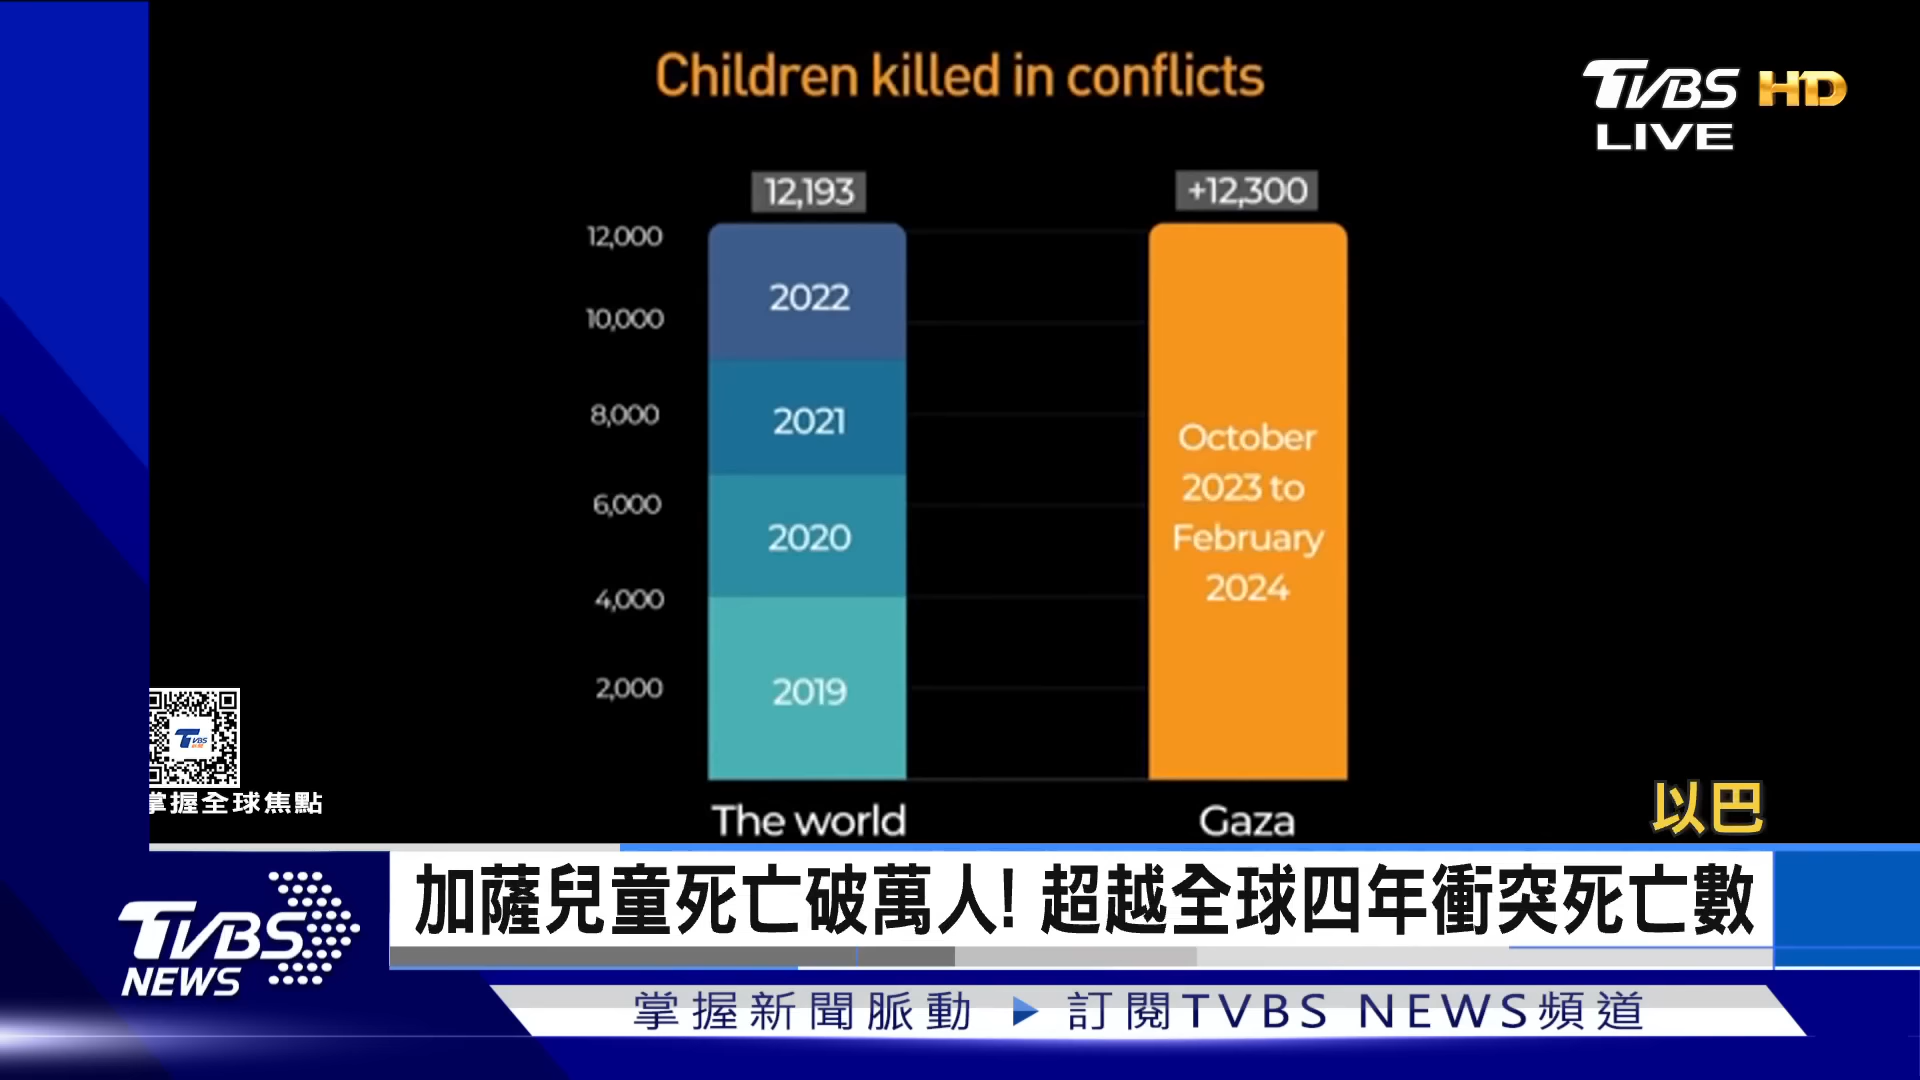 Children killed in conflicts
TVBS HD
LIVE
12,193
+12,300
12,000
10,000
8,000
6,000
4,000
2,000
2022
2021
2020
2019
October
2023 to
February
2024
The world
Gaza
TVBS
掌握全球焦點
以巴
加薩兒童死亡破萬人! 超越全球四年衝突死亡數
TVBS
NEWS
掌握新聞脈動 ▶ 訂閱TVBS NEWS頻道